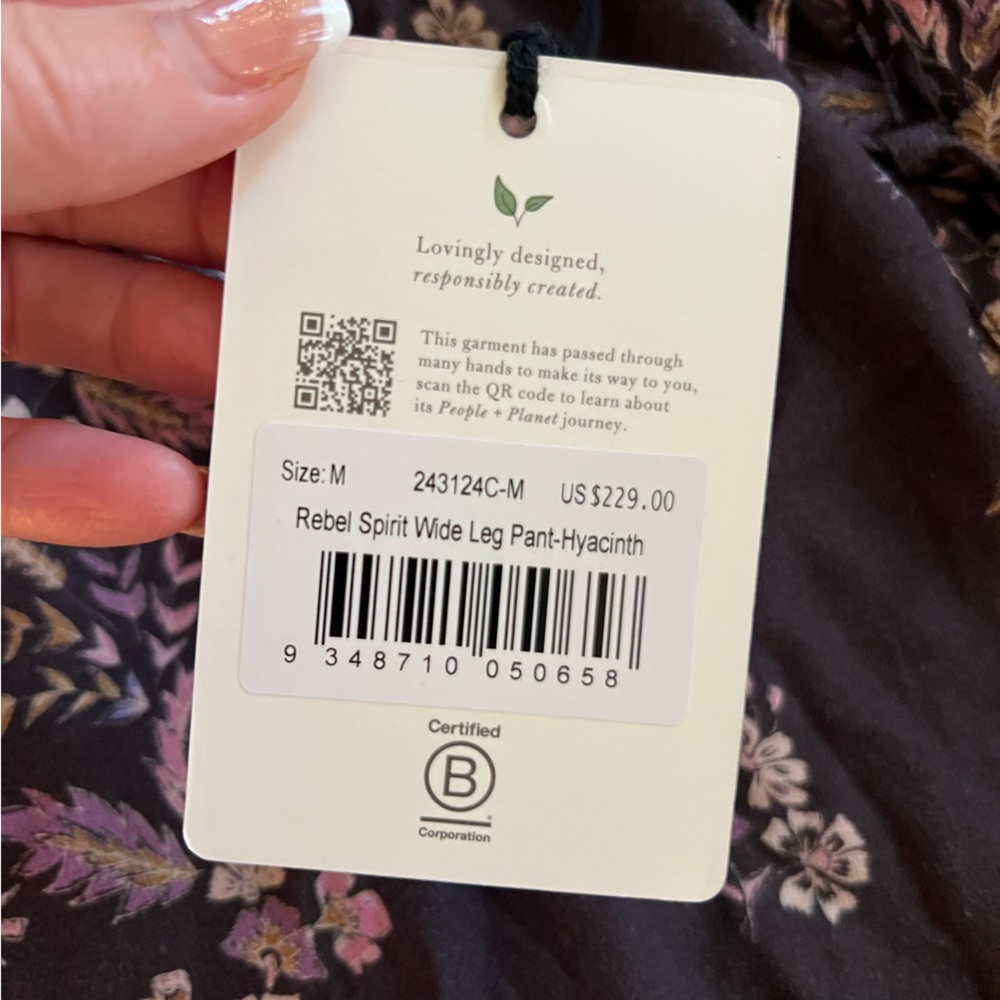 Lovingly designed,
responsibly created.
This garment has passed through
many hands to make its way to you,
scan the QR code to learn about
its People + Planet journey.
Size: M 243124C-M US $229.00
Rebel Spirit Wide Leg Pant-Hyacinth
9 348710 050658
Certified
B
Corporation